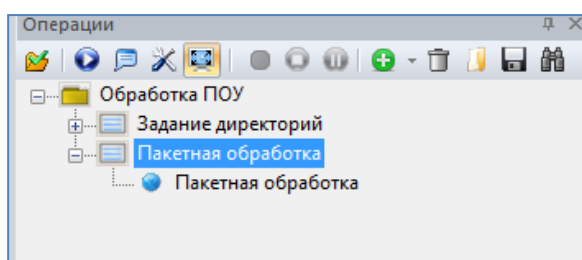 Операции
Обработка ПОУ
Задание директорий
Пакетная обработка
Пакетная обработка